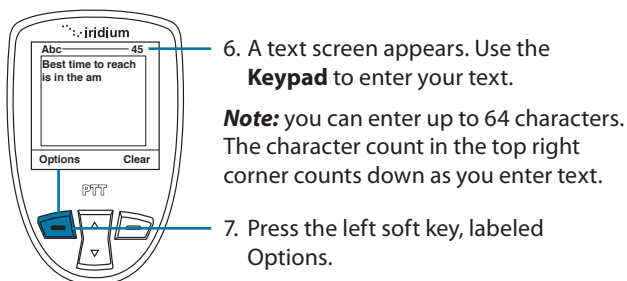 iridium
Abc 45
Best time to reach
is in the am
Options Clear
PTT
6. A text screen appears. Use the
Keypad to enter your text.
Note: you can enter up to 64 characters.
The character count in the top right
corner counts down as you enter text.
7. Press the left soft key, labeled
Options.